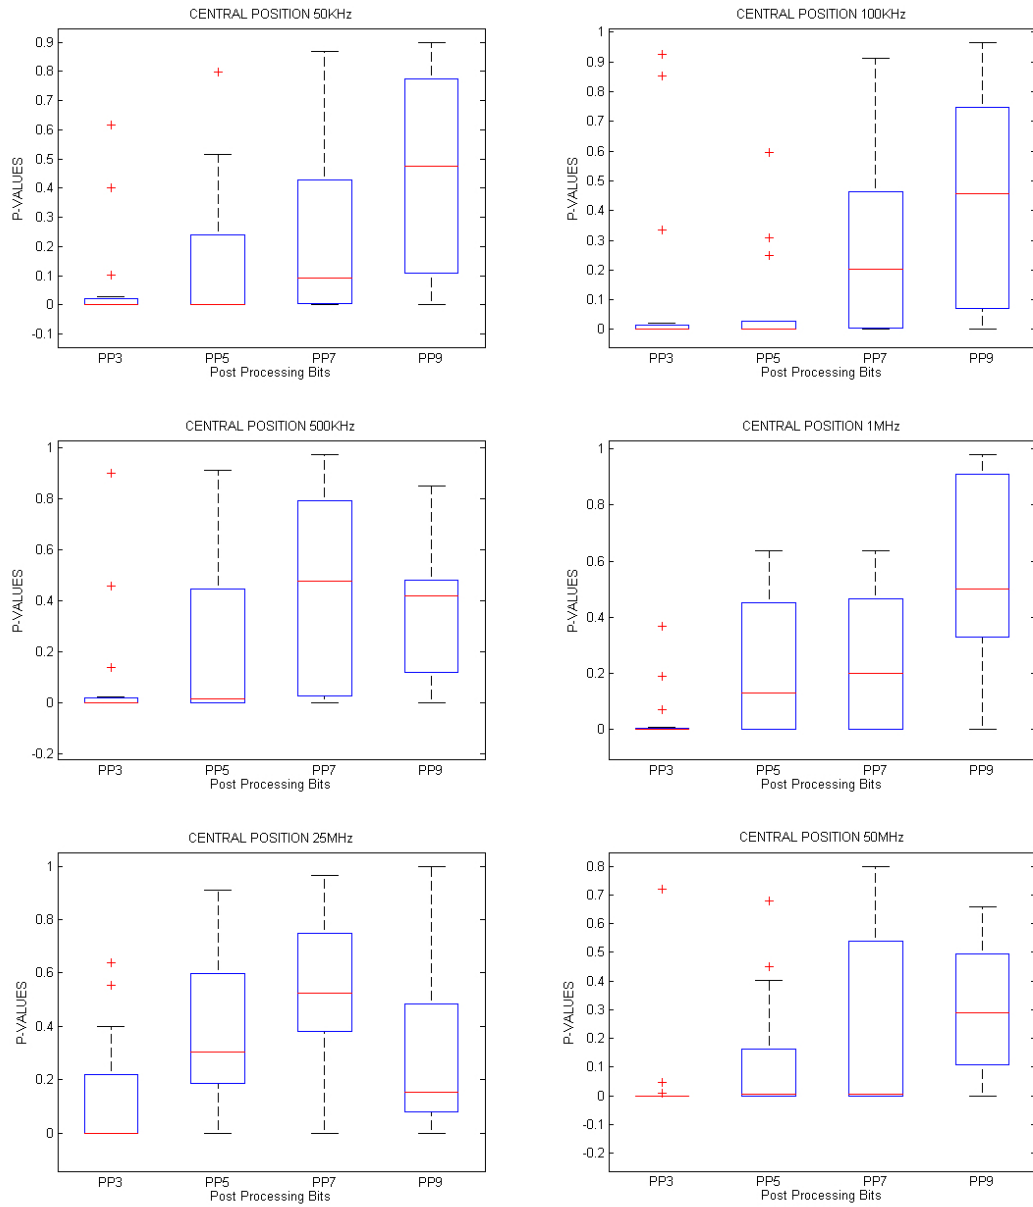 CENTRAL POSITION 50KHz
0.9
0.8
0.7
0.6
0.5
0.4
0.3
0.2
0.1
0
-0.1
P-VALUES
PP3 PP5 PP7 PP9
Post Processing Bits
CENTRAL POSITION 100KHz
1
0.9
0.8
0.7
0.6
0.5
0.4
0.3
0.2
0.1
0
P-VALUES
PP3 PP5 PP7 PP9
Post Processing Bits
CENTRAL POSITION 500KHz
1
0.8
0.6
0.4
0.2
0
-0.2
P-VALUES
PP3 PP5 PP7 PP9
Post Processing Bits
CENTRAL POSITION 1MHz
1
0.8
0.6
0.4
0.2
0
P-VALUES
PP3 PP5 PP7 PP9
Post Processing Bits
CENTRAL POSITION 25MHz
1
0.8
0.6
0.4
0.2
0
P-VALUES
PP3 PP5 PP7 PP9
Post Processing Bits
CENTRAL POSITION 50MHz
0.8
0.7
0.6
0.5
0.4
0.3
0.2
0.1
0
-0.1
-0.2
P-VALUES
PP3 PP5 PP7 PP9
Post Processing Bits